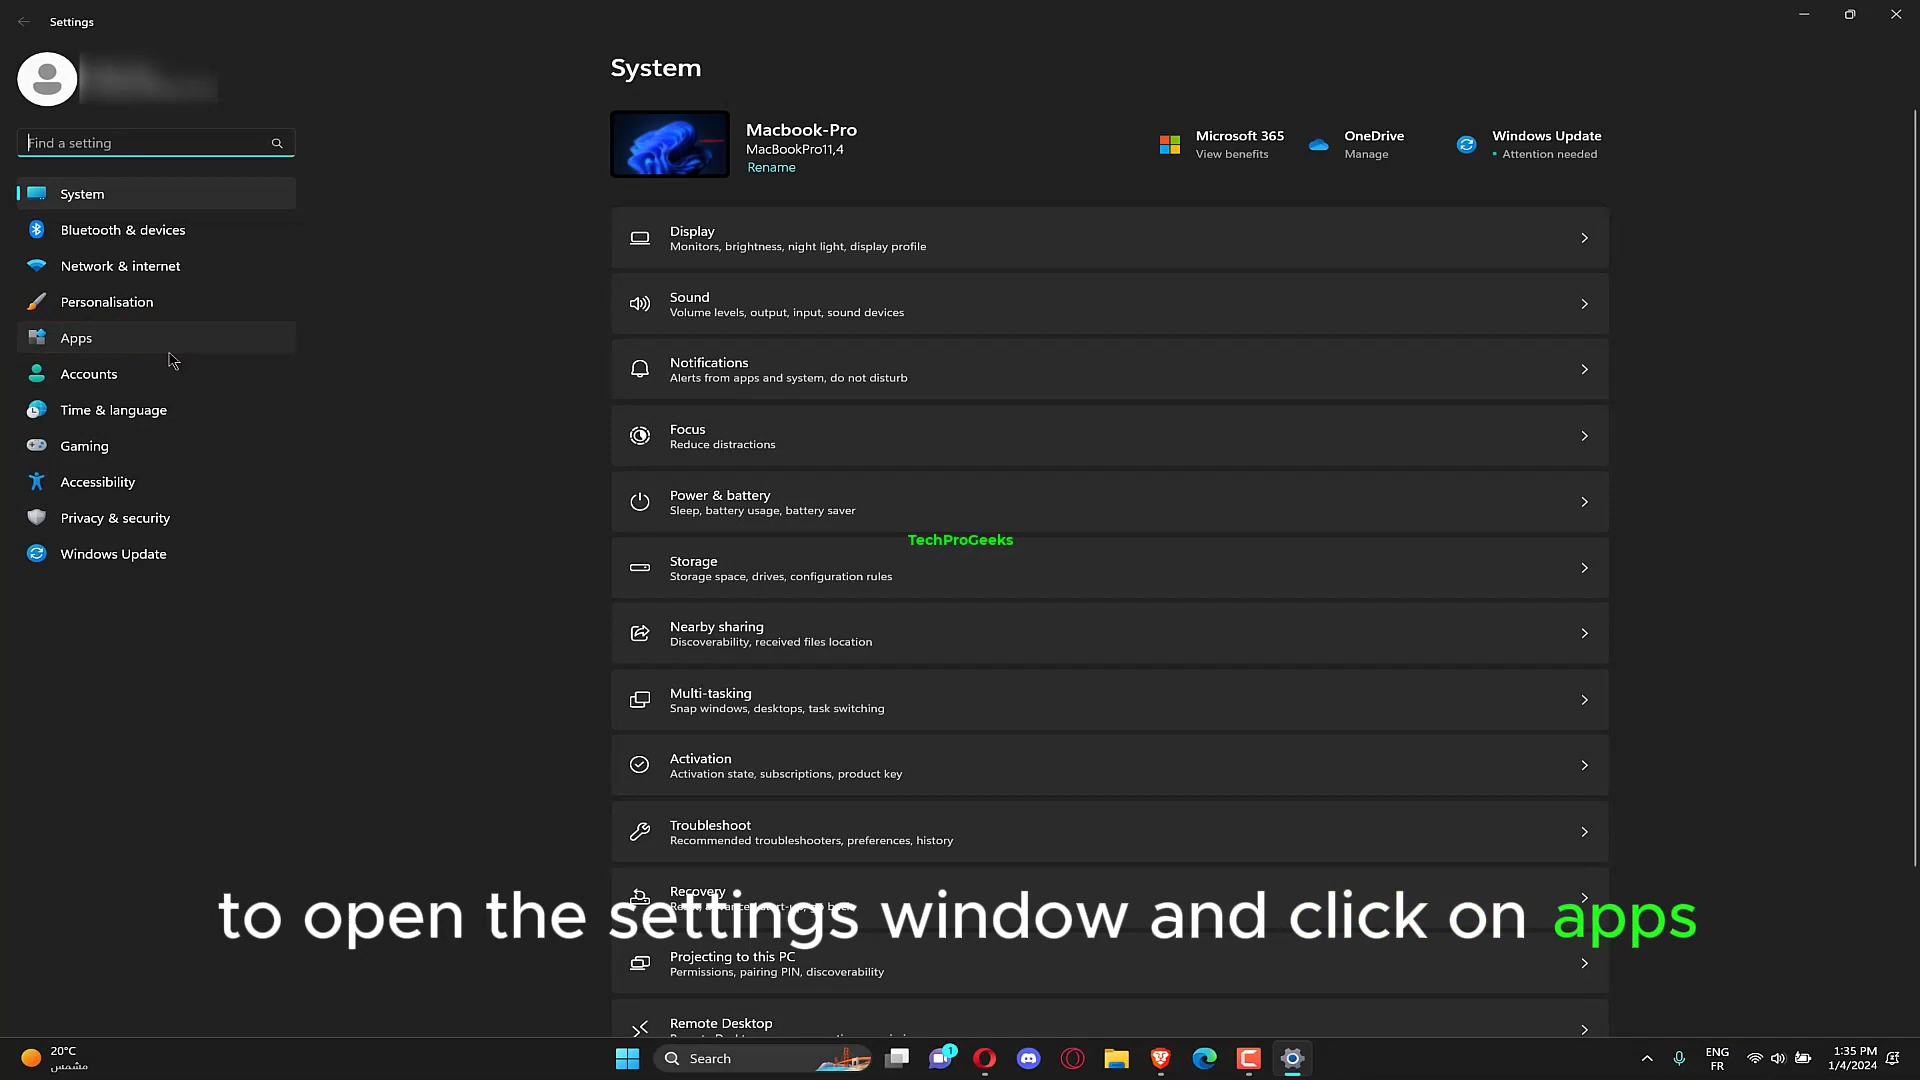 Settings
Find a setting
System
Bluetooth & devices
Network & internet
Personalisation
Apps
Accounts
Time & language
Gaming
Accessibility
Privacy & security
Windows Update
System
Macbook-Pro
MacBookPro11,4
Rename
Microsoft 365
View benefits
OneDrive
Manage
Windows Update
Attention needed
Display
Monitors, brightness, night light, display profile
Sound
Volume levels, output, input, sound devices
Notifications
Alerts from apps and system, do not disturb
Focus
Reduce distractions
Power & battery
Sleep, battery usage, battery saver
TechProGeeks
Storage
Storage space, drives, configuration rules
Nearby sharing
Discoverability, received files location
Multi-tasking
Snap windows, desktops, task switching
Activation
Activation state, subscriptions, product key
Troubleshoot
Recommended troubleshooters, preferences, history
Recovery
to open the settings window and click on apps
Projecting to this PC
Permissions, pairing PIN, discoverability
Remote Desktop
20°C
مشمس
Search
1
ENG
FR
1:35 PM
1/4/2024